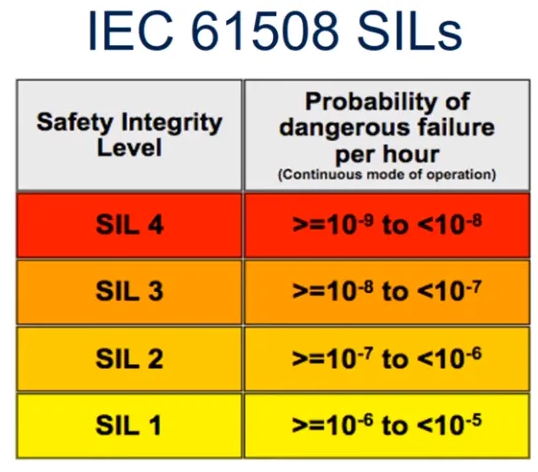 IEC 61508 SILs
Safety Integrity
Level
Probability of
dangerous failure
per hour
(Continuous mode of operation)
SIL 4
>=10⁻⁹ to <10⁻⁸
SIL 3
>=10⁻⁸ to <10⁻⁷
SIL 2
>=10⁻⁷ to <10⁻⁶
SIL 1
>=10⁻⁶ to <10⁻⁵